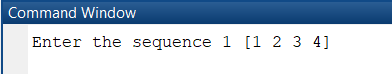 Command Window
Enter the sequence 1 [1 2 3 4]